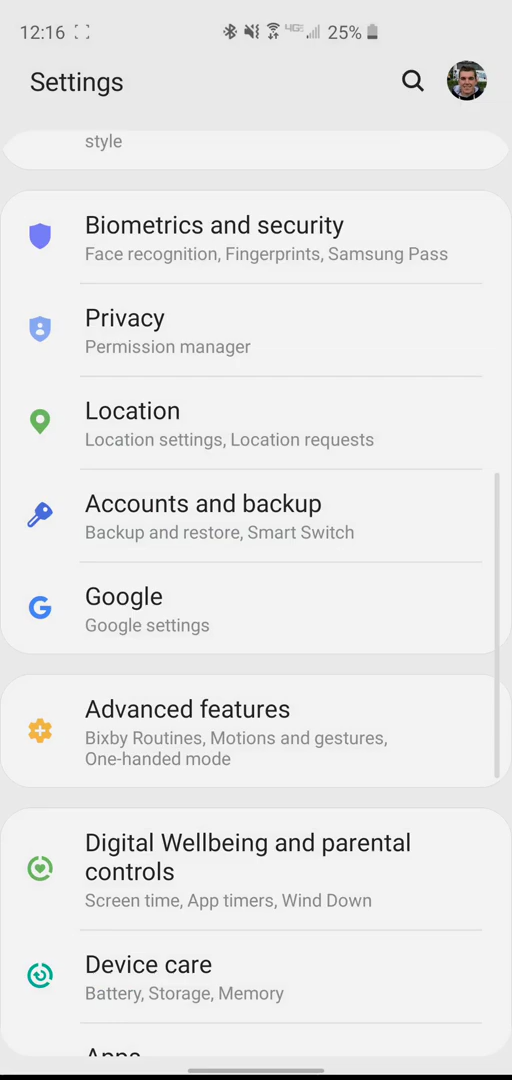 12:16 4GE 25%
Settings
style
Biometrics and security
Face recognition, Fingerprints, Samsung Pass
Privacy
Permission manager
Location
Location settings, Location requests
Accounts and backup
Backup and restore, Smart Switch
Google
Google settings
Advanced features
Bixby Routines, Motions and gestures,
One-handed mode
Digital Wellbeing and parental
controls
Screen time, App timers, Wind Down
Device care
Battery, Storage, Memory
Apps